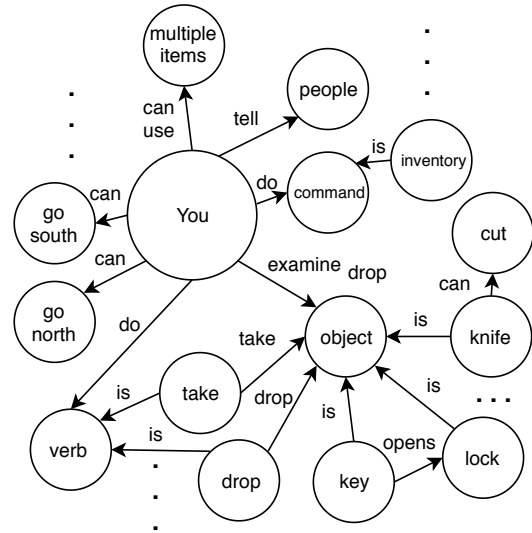 multiple
items
can
use
tell
people
is
inventory
do
command
You
can
go
south
can
go
north
cut
can
examine
drop
object
is
knife
do
take
is
take
drop
is
is
verb
is
drop
key
opens
lock